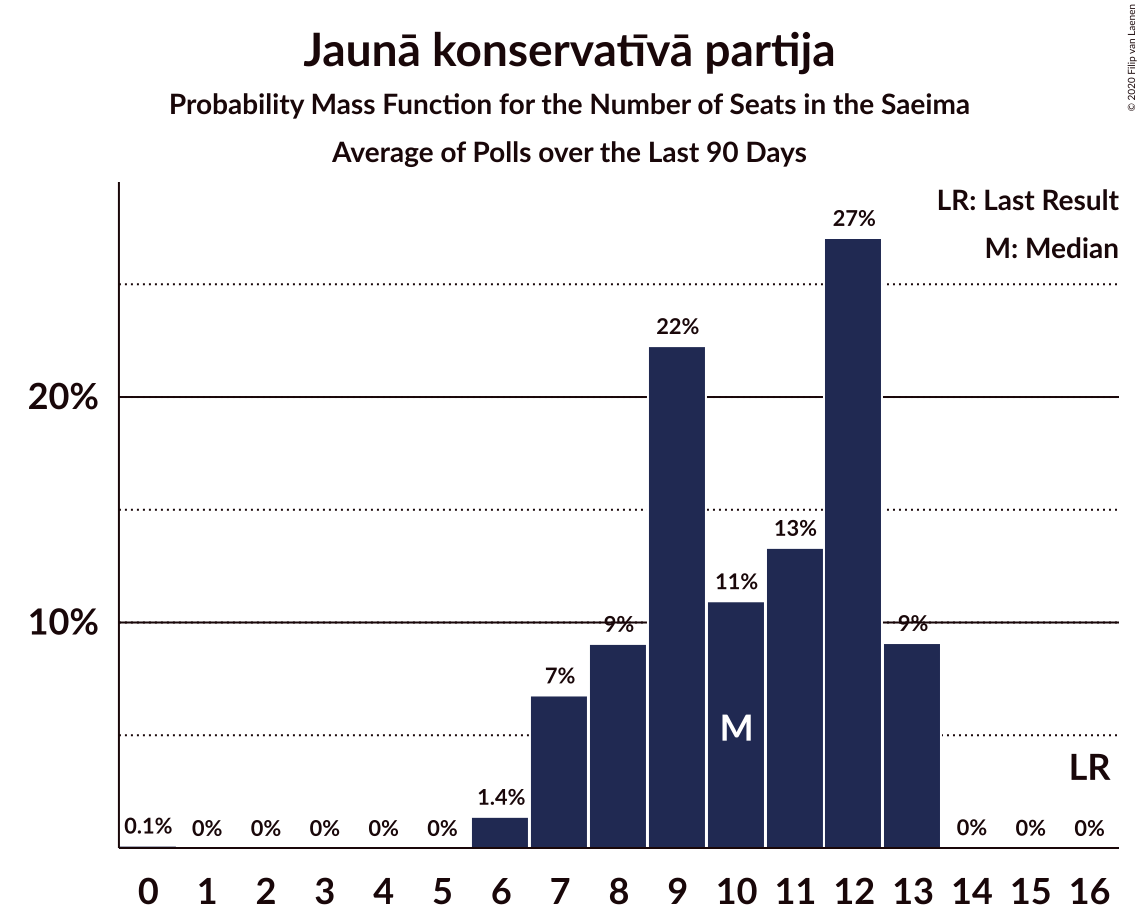 Jaunā konservatīvā partija
Probability Mass Function for the Number of Seats in the Saeima
Average of Polls over the Last 90 Days
© 2020 Filip van Laenen
LR: Last Result
M: Median
27%
22%
20%
13%
11%
10%
9%
9%
7%
M
LR
1.4%
0.1% 0% 0% 0% 0% 0% 0% 0% 0%
0 1 2 3 4 5 6 7 8 9 10 11 12 13 14 15 16